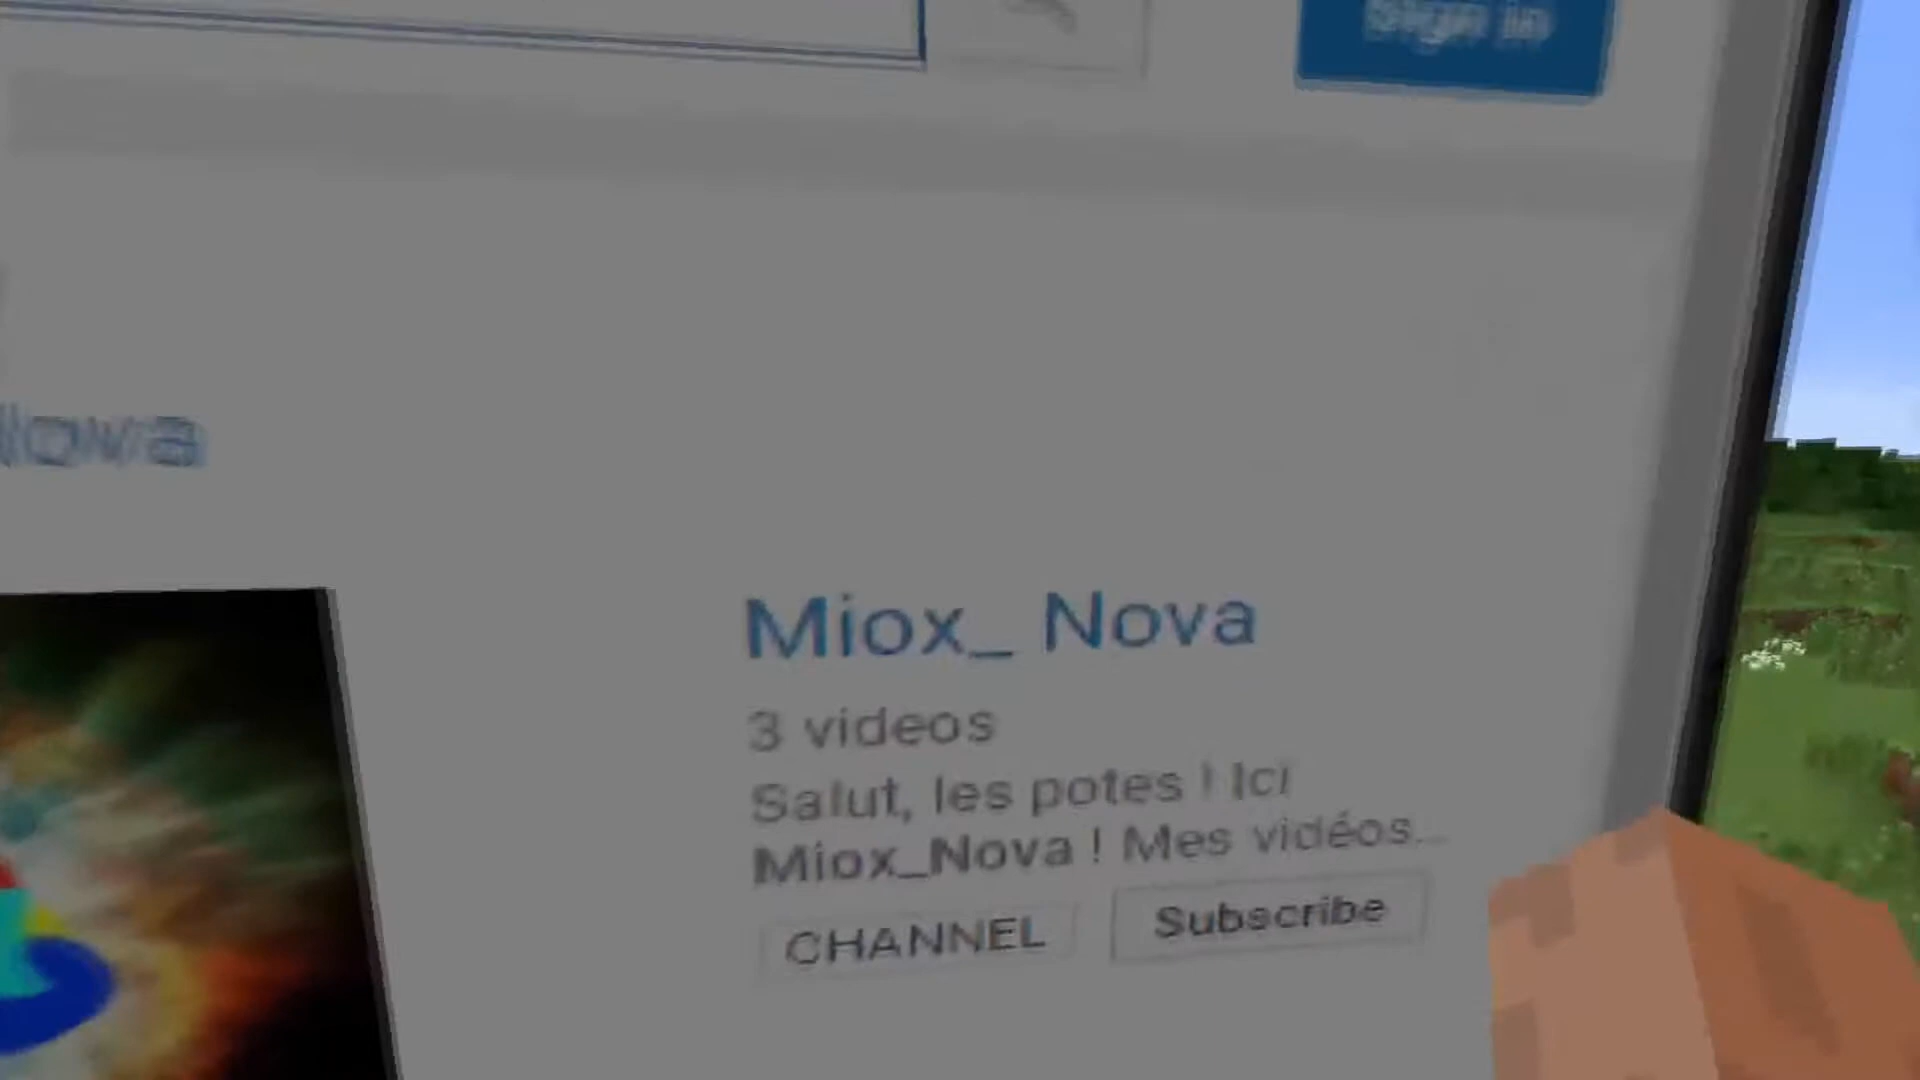 Sign in
Miox_ Nova
3 videos
Salut, les potes ! Ici
Miox_Nova ! Mes vidéos...
CHANNEL
Subscribe